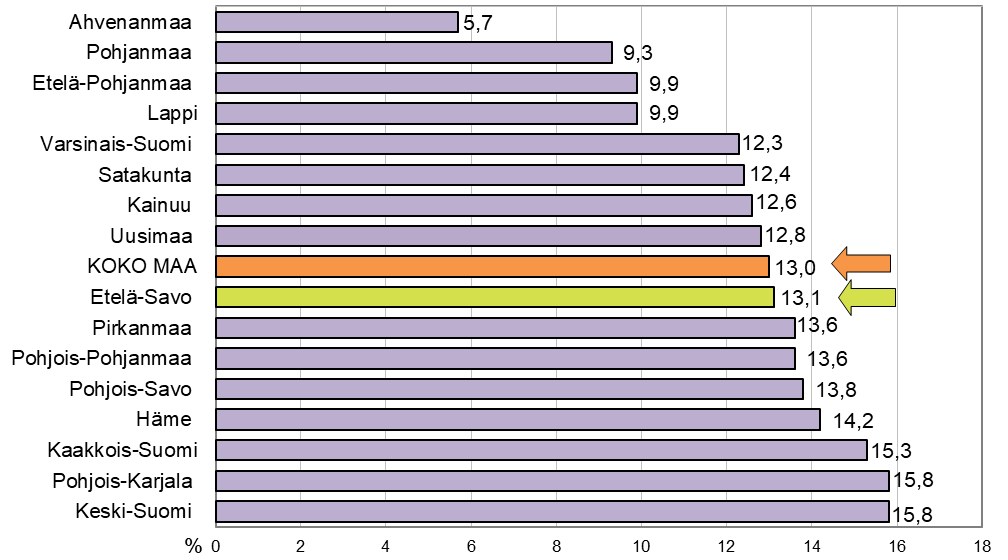 Ahvenanmaa 5,7
Pohjanmaa 9,3
Etelä-Pohjanmaa 9,9
Lappi 9,9
Varsinais-Suomi 12,3
Satakunta 12,4
Kainuu 12,6
Uusimaa 12,8
KOKO MAA 13,0
Etelä-Savo 13,1
Pirkanmaa 13,6
Pohjois-Pohjanmaa 13,6
Pohjois-Savo 13,8
Häme 14,2
Kaakkois-Suomi 15,3
Pohjois-Karjala 15,8
Keski-Suomi 15,8
% 0 2 4 6 8 10 12 14 16 18